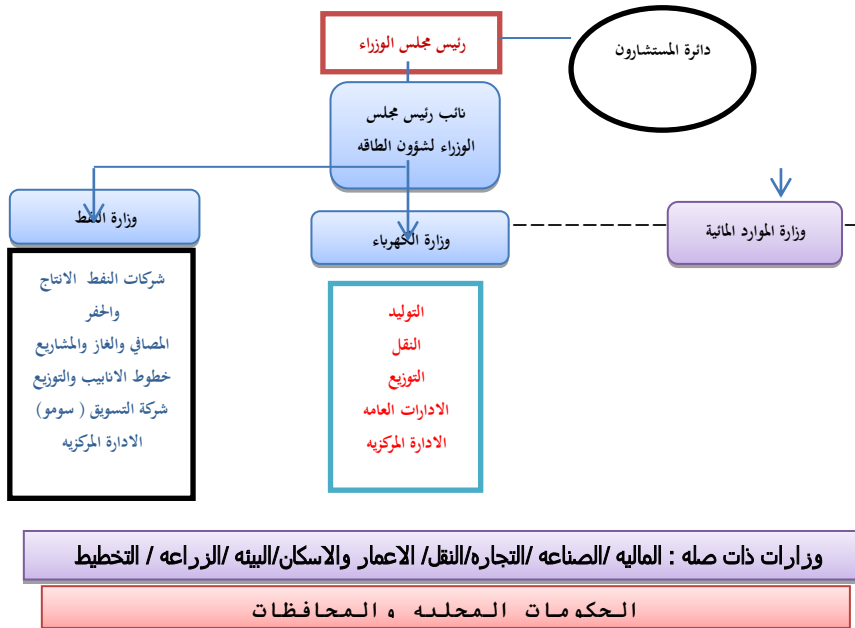 رئيس مجلس الوزراء
دائرة المستشارون
نائب رئيس مجلس
الوزراء لشؤون الطاقه
وزارة الموارد المائية
وزارة الكهرباء
وزارة النفط
التوليد
النقل
التوزيع
الادارات العامه
الادارة المركزيه
شركات النفط الانتاج
والحفر
المصافي والغاز والمشاريع
خطوط الانابيب والتوزيع
شركة التسويق ( سومو)
الادارة المركزيه
وزارات ذات صله : الماليه /الصناعه /التجاره/النقل/ الاعمار والاسكان/البيئه /الزراعه / التخطيط
الحكومات المحليه والمحافظات